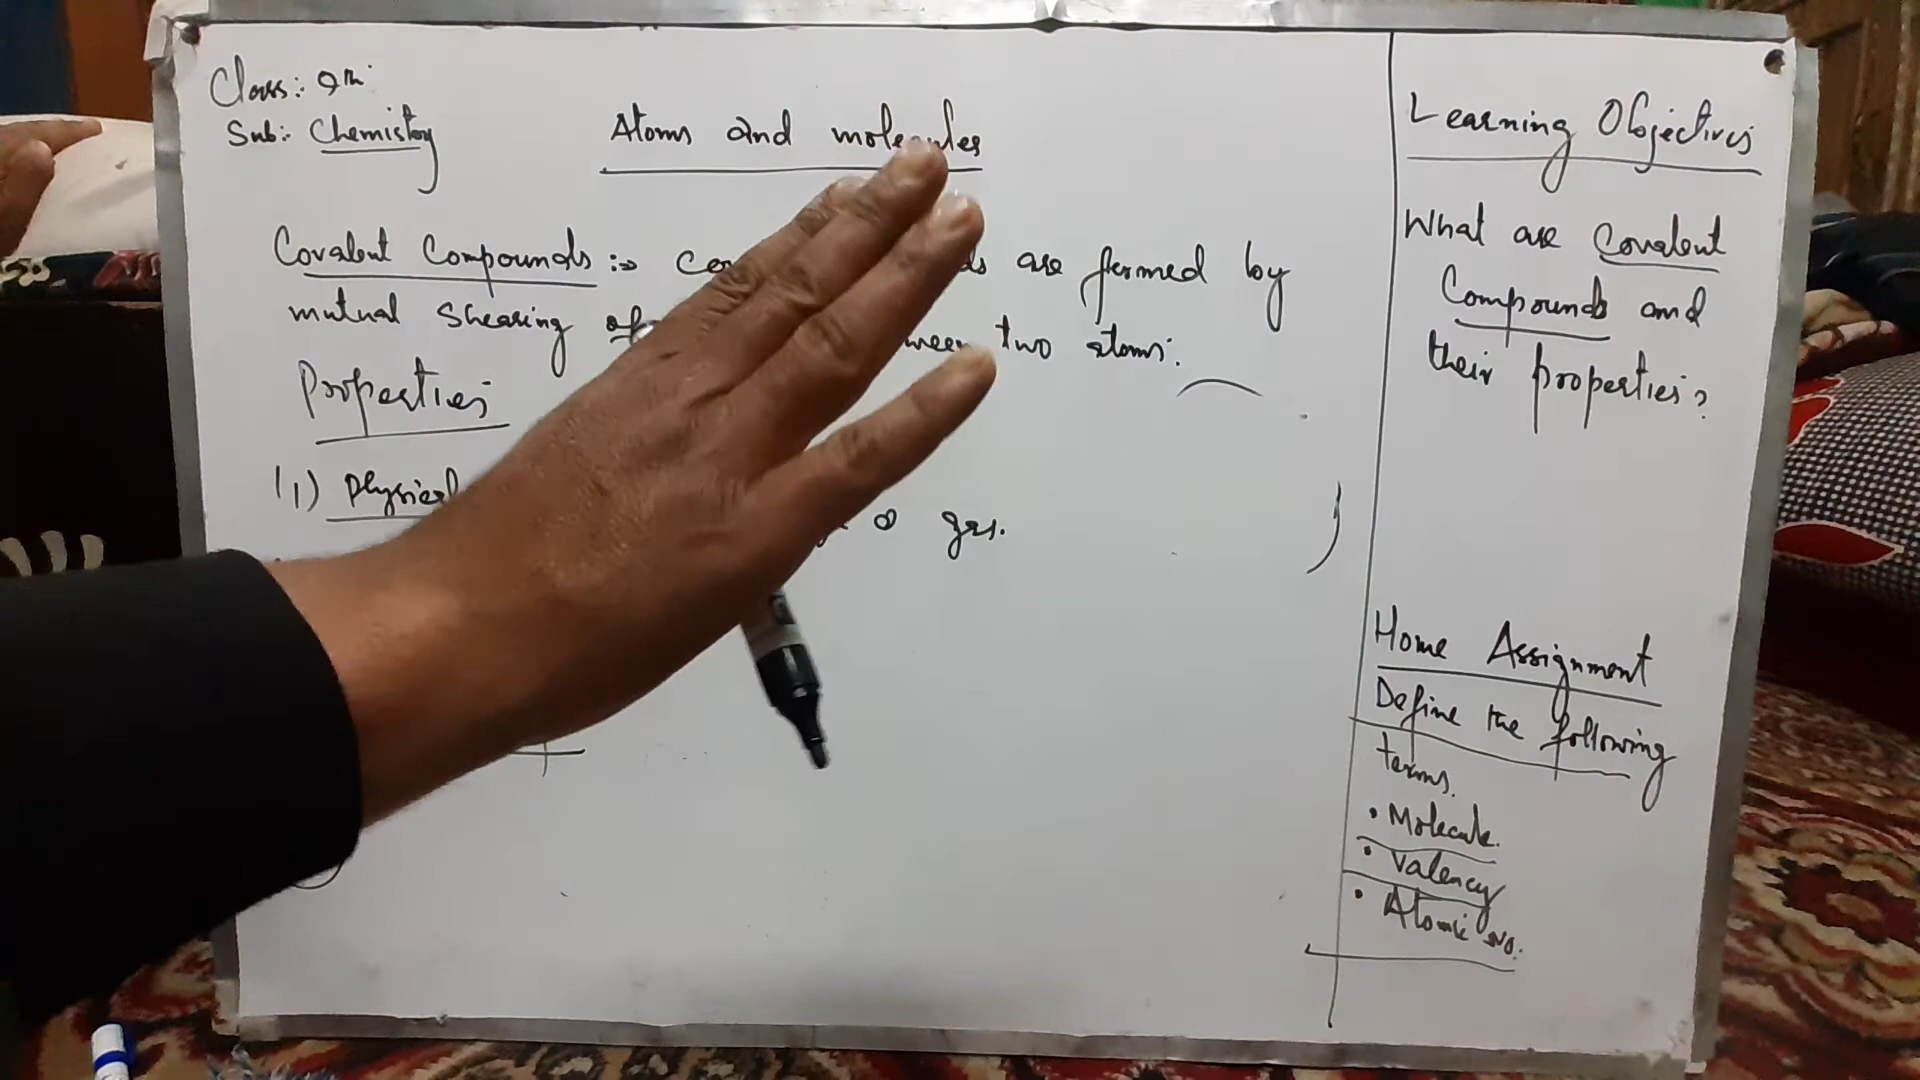 Class:- 9th
Sub:- Chemistry
Atoms and molecules
Covalent Compounds :-> are formed by
mutual shearing of two atoms.
Properties
(1) Physical
or gas.
Learning Objectives
What are Covalent
Compounds and
their properties?
Home Assignment
Define the following
terms.
• Molecule.
• Valency
• Atomic No.